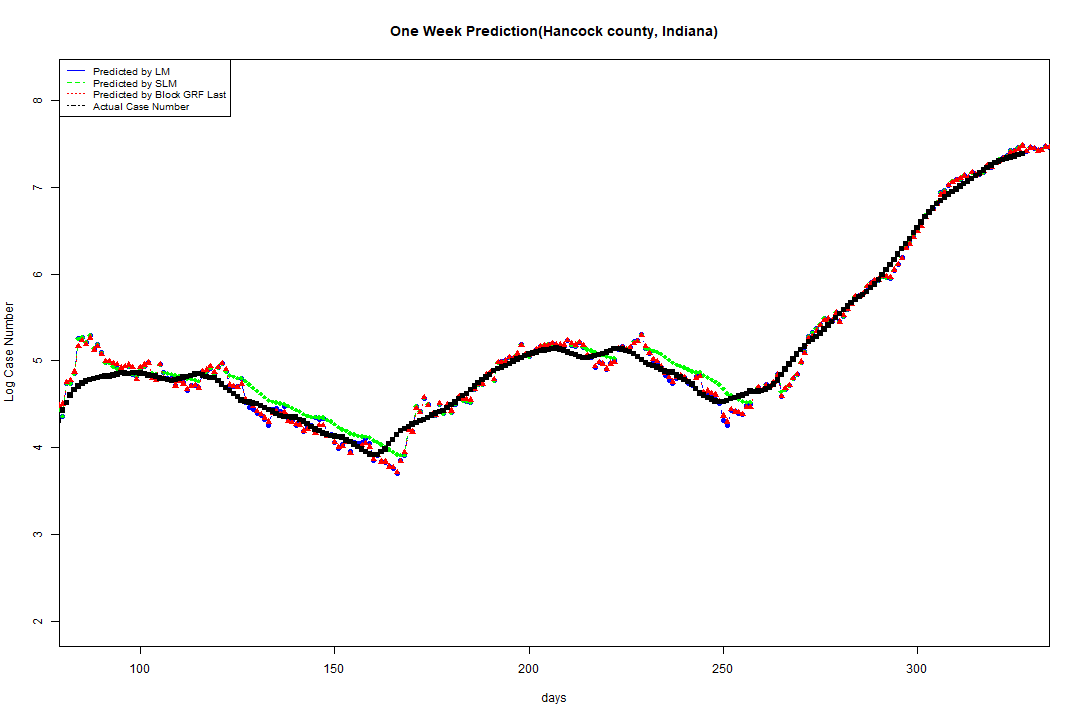 One Week Prediction(Hancock county, Indiana)
Predicted by LM
Predicted by SLM
Predicted by Block GRF Last
Actual Case Number
8
7
6
5
4
3
2
Log Case Number
100 150 200 250 300
days